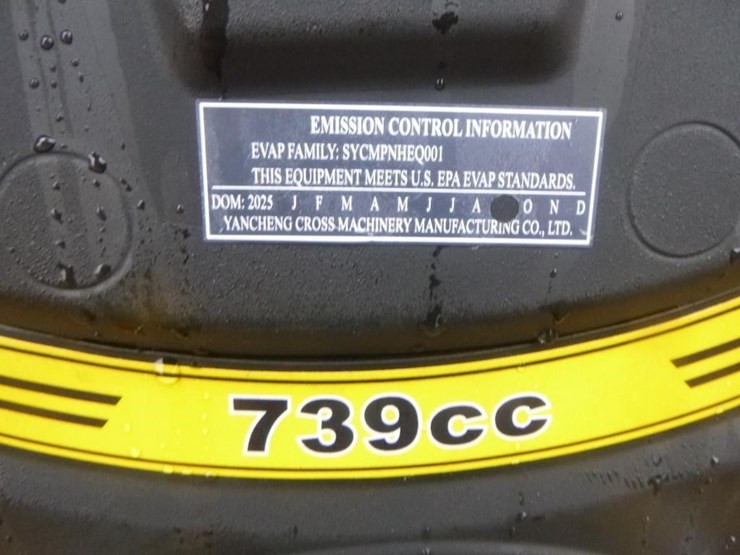 EMISSION CONTROL INFORMATION
EVAP FAMILY: SYCMPNHEQ001
THIS EQUIPMENT MEETS U.S. EPA EVAP STANDARDS.
DOM: 2025 J F M A M J J A O N D
YANCHENG CROSS MACHINERY MANUFACTURING CO., LTD.
739cc